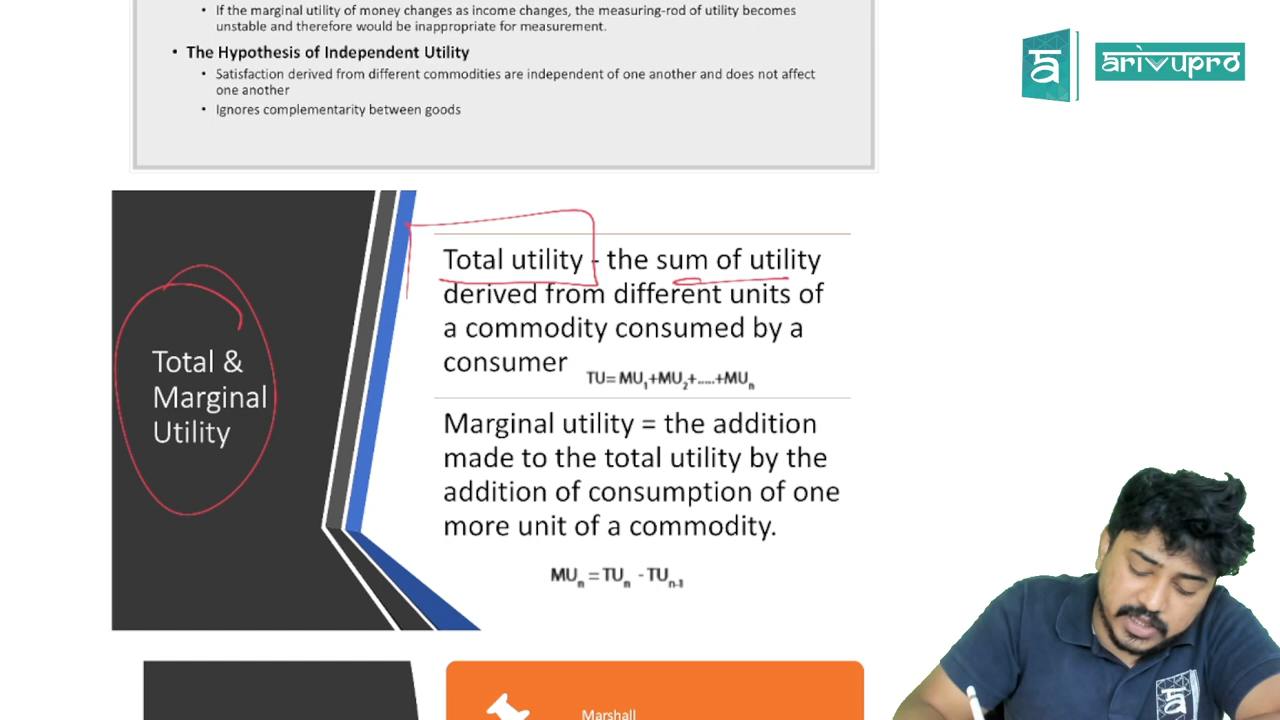 If the marginal utility of money changes as income changes, the measuring-rod of utility becomes
unstable and therefore would be inappropriate for measurement.
The Hypothesis of Independent Utility
Satisfaction derived from different commodities are independent of one another and does not affect
one another
Ignores complementarity between goods
arivupro
Total &
Marginal
Utility
Total utility - the sum of utility
derived from different units of
a commodity consumed by a
consumer
TU= MU₁+MU₂+.....+MUₙ
Marginal utility = the addition
made to the total utility by the
addition of consumption of one
more unit of a commodity.
MUₙ = TUₙ - TUₙ₋₁
Marshall